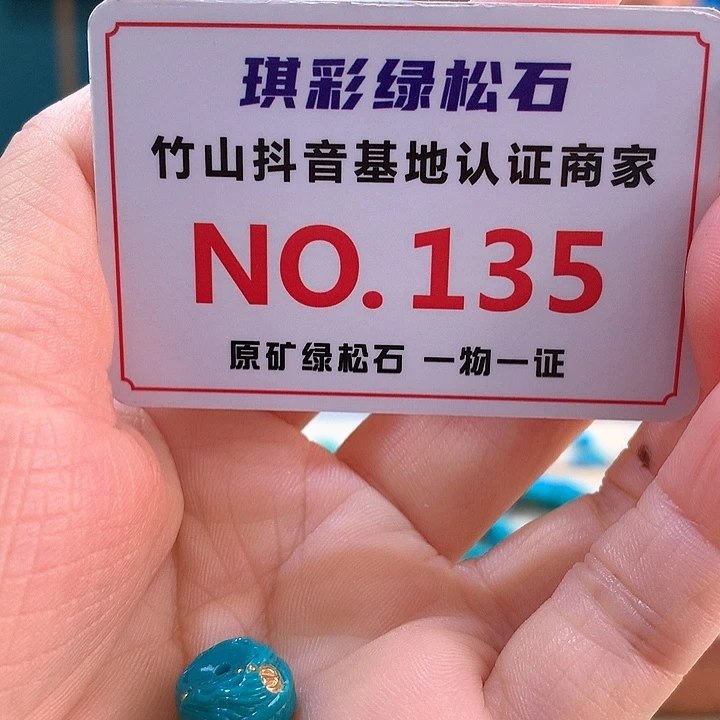 琪彩绿松石
竹山抖音基地认证商家
NO.135
原矿绿松石 一物一证